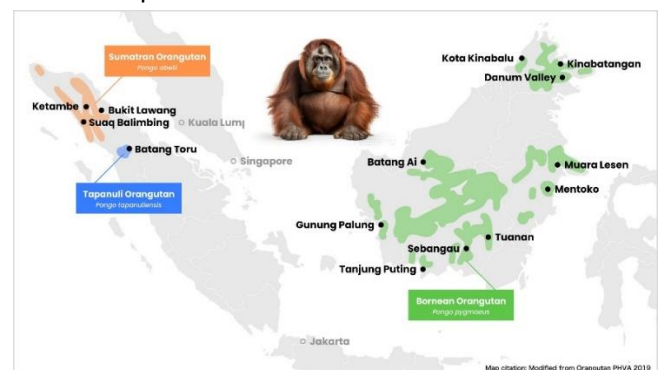 Sumatran Orangutan
Pongo abelii
Ketambe
Bukit Lawang
Suaq Balimbing
Kuala Lump
Batang Toru
Singapore
Tapanuli Orangutan
Pongo tapanuliensis
Kota Kinabalu
Kinabatangan
Danum Valley
Batang Ai
Muara Lesen
Mentoko
Gunung Palung
Tuanan
Sebangau
Tanjung Puting
Bornean Orangutan
Pongo pygmaeus
Jakarta
Map citation: Modified from Orangutan PHVA 2019